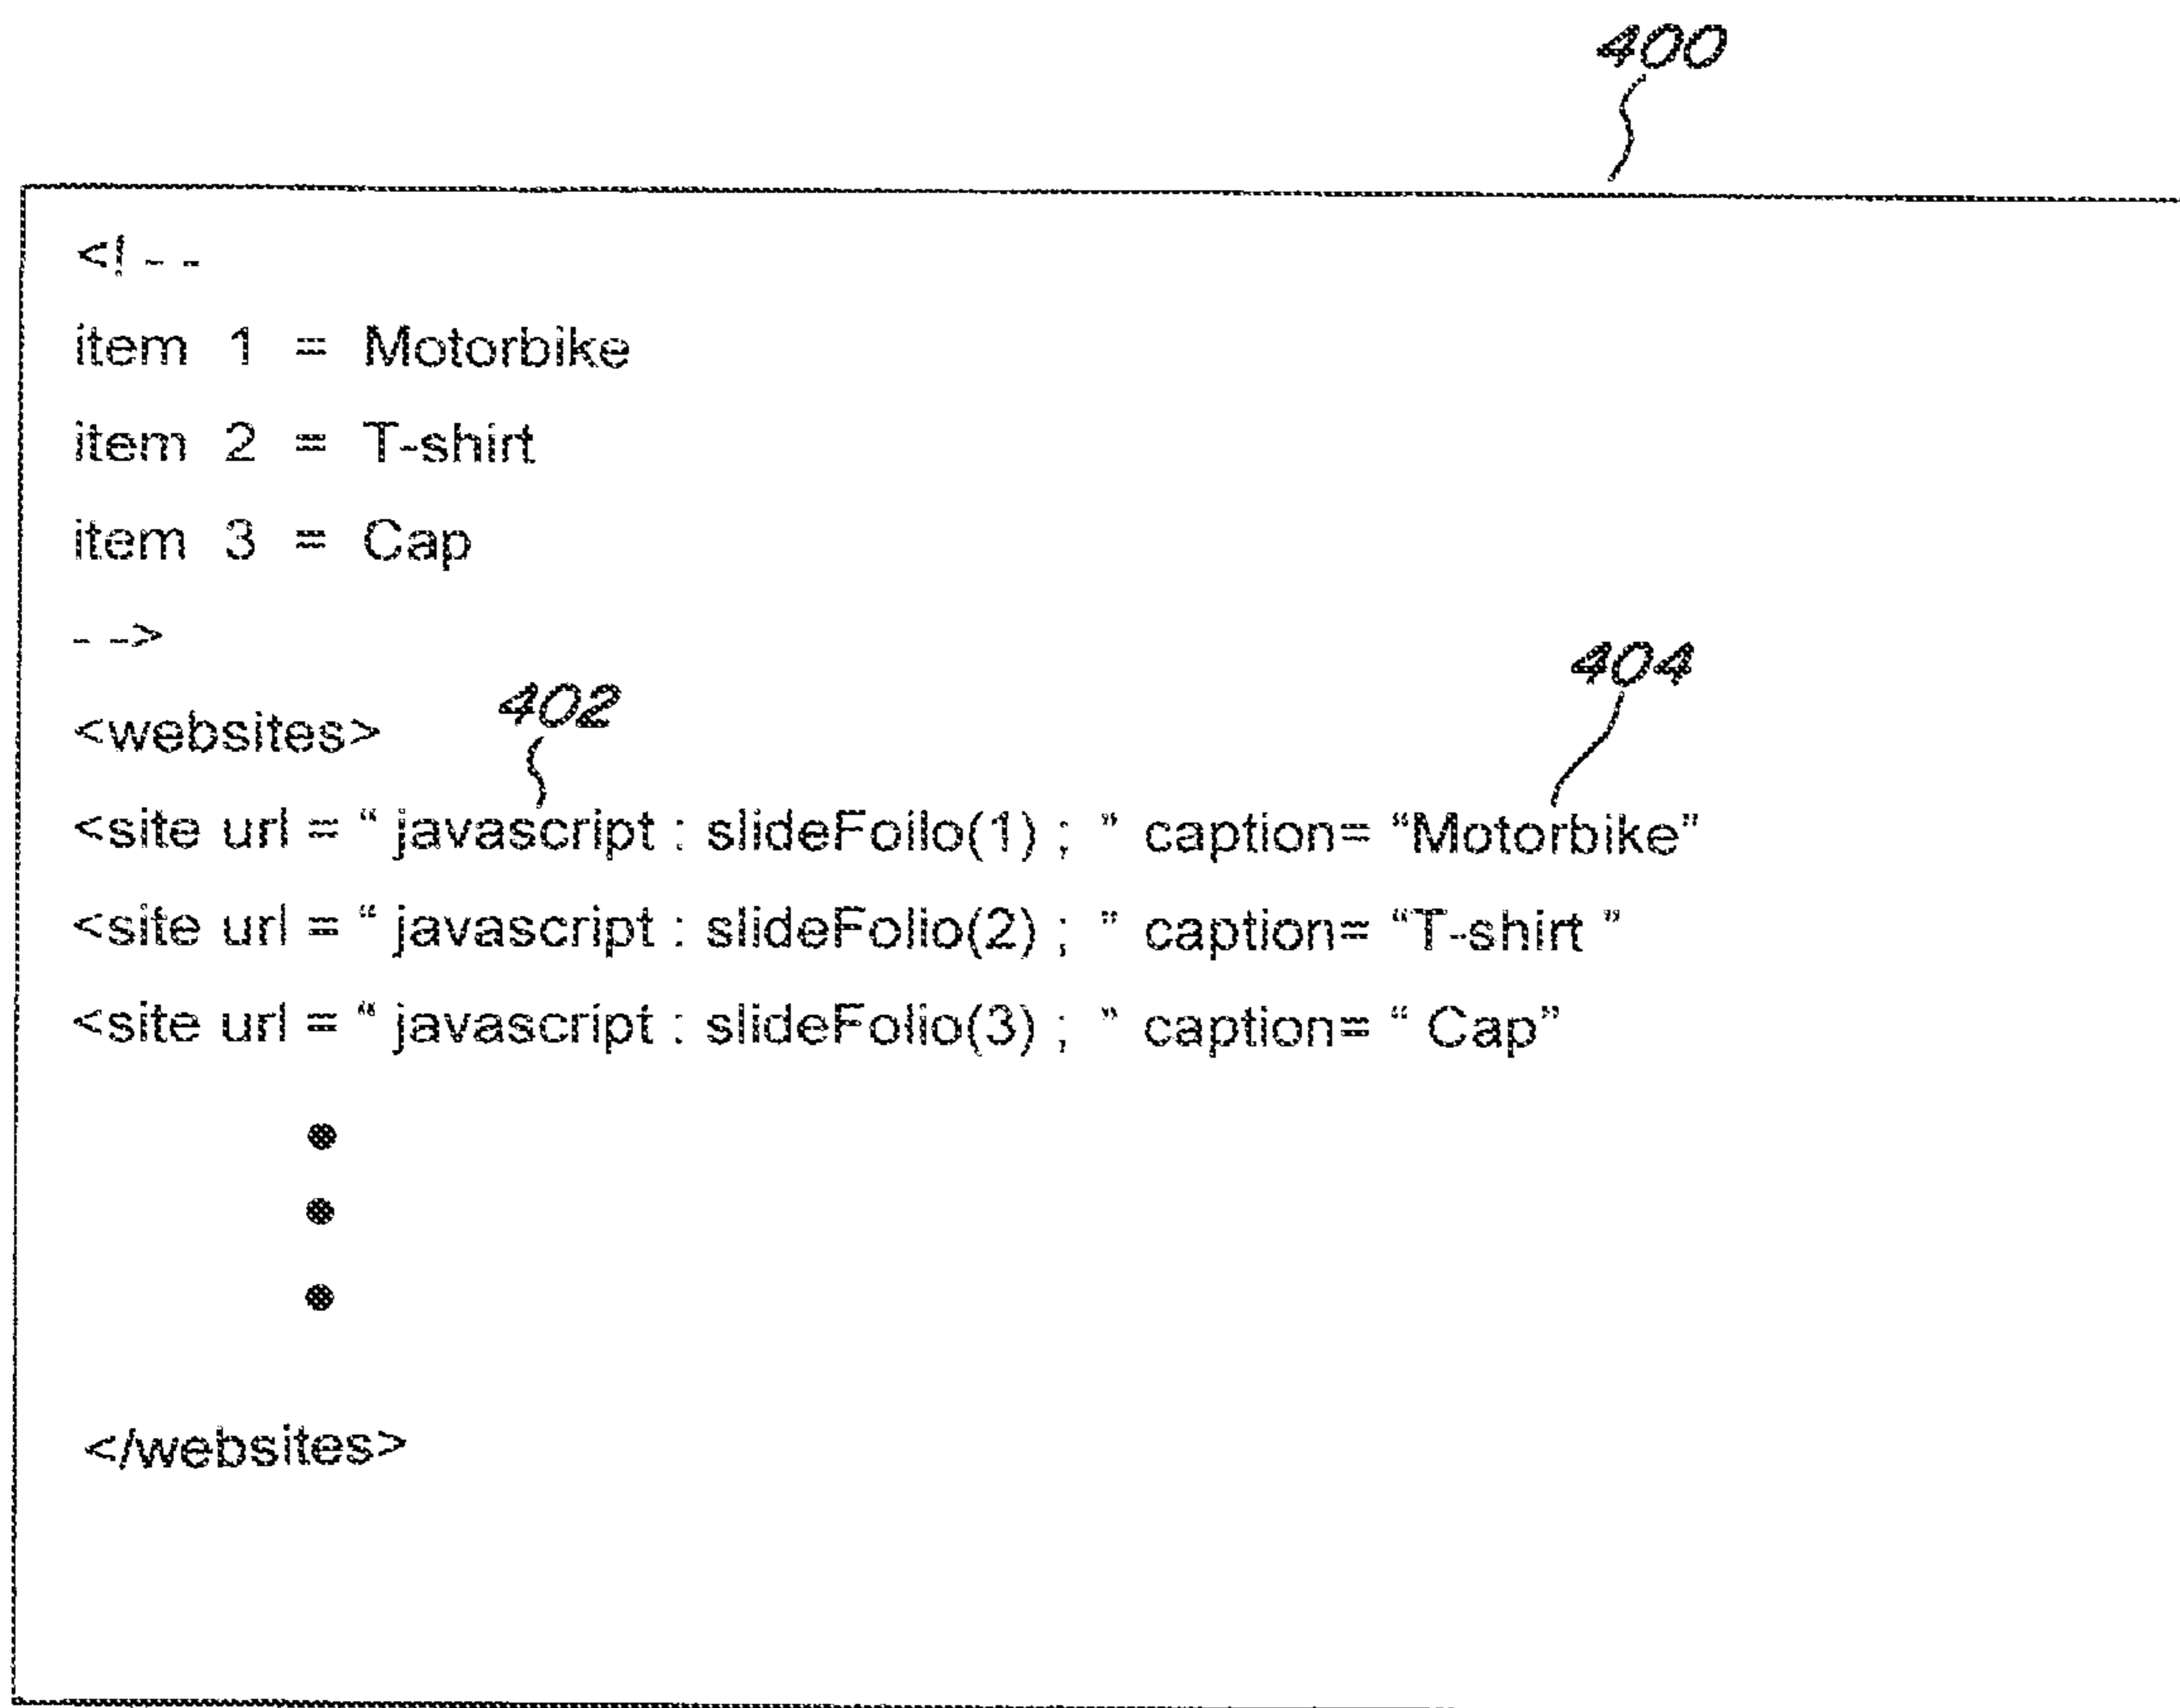 400
<! - -
item 1 = Motorbike
item 2 = T-shirt
item 3 = Cap
- ->
404
402
<websites>
<site url = “ javascript : slideFoilo(1) ; ” caption= “Motorbike”
<site url = “ javascript : slideFolio(2) ; ” caption= “T-shirt ”
<site url = “ javascript : slideFolio(3) ; ” caption= “ Cap”
</websites>